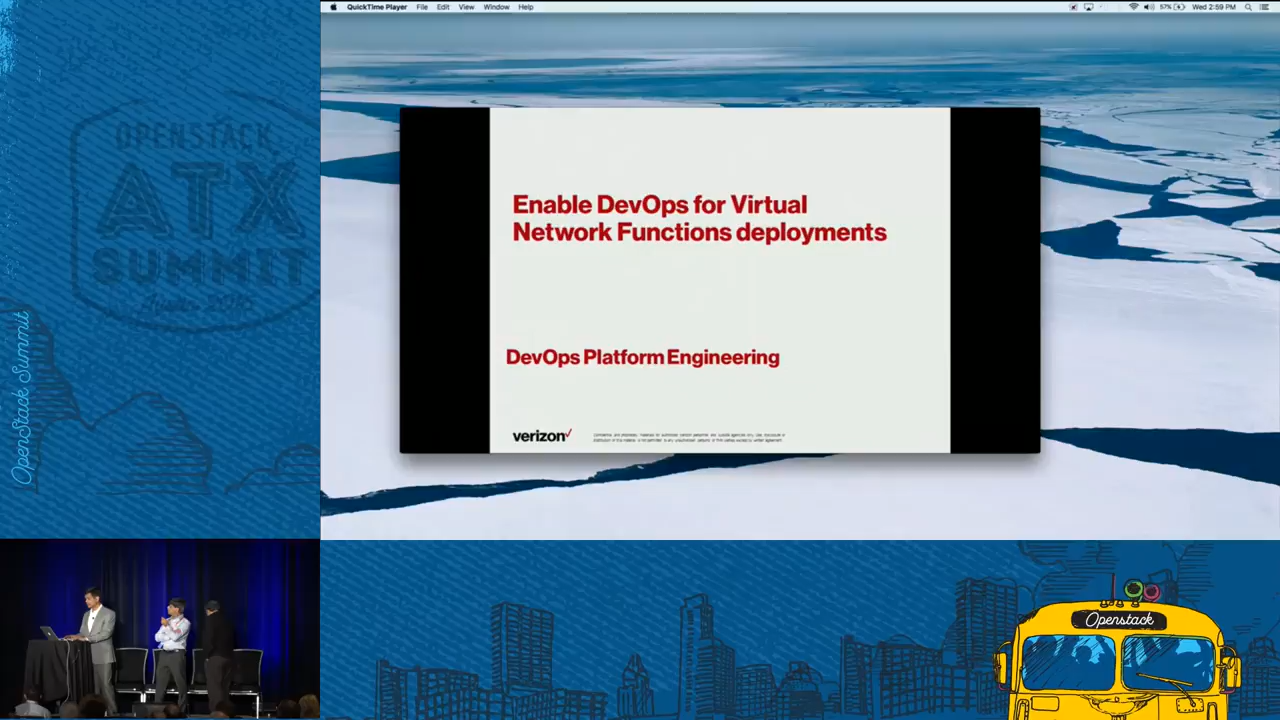 QuickTime Player File Edit View Window Help
57% Wed 2:59 PM
OPENSTACK
ATX
SUMMIT
OpenStack Summit
Enable DevOps for Virtual
Network Functions deployments
DevOps Platform Engineering
verizon
Openstack